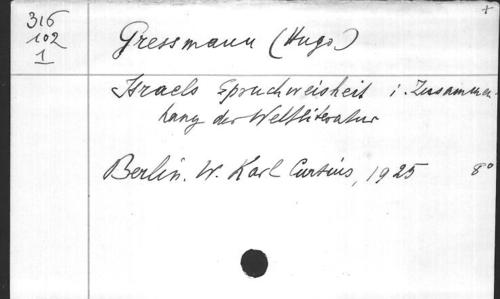 316
102
1
+
Gressmann (Hugo)
Israels Spruchweisheit i. Zusammen-
hang der Weltliteratur
Berlin. W. Karl Curtius, 1925 8°